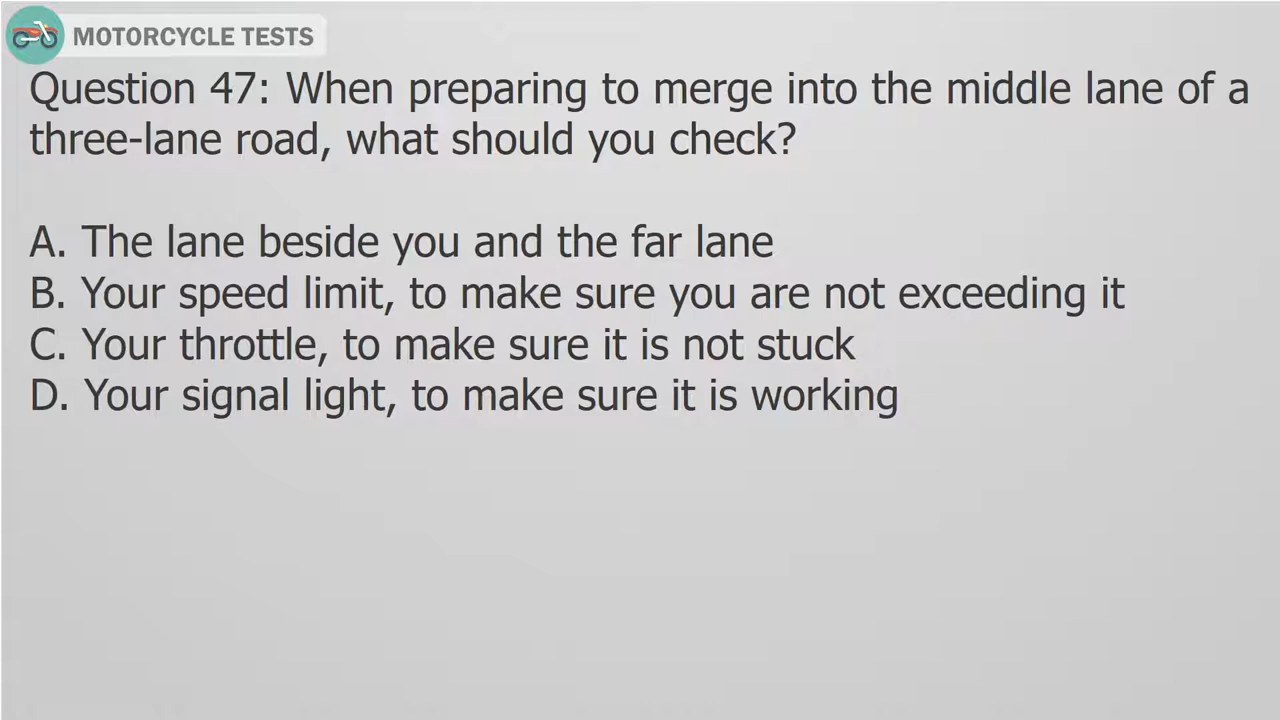 MOTORCYCLE TESTS
Question 47: When preparing to merge into the middle lane of a
three-lane road, what should you check?
A. The lane beside you and the far lane
B. Your speed limit, to make sure you are not exceeding it
C. Your throttle, to make sure it is not stuck
D. Your signal light, to make sure it is working